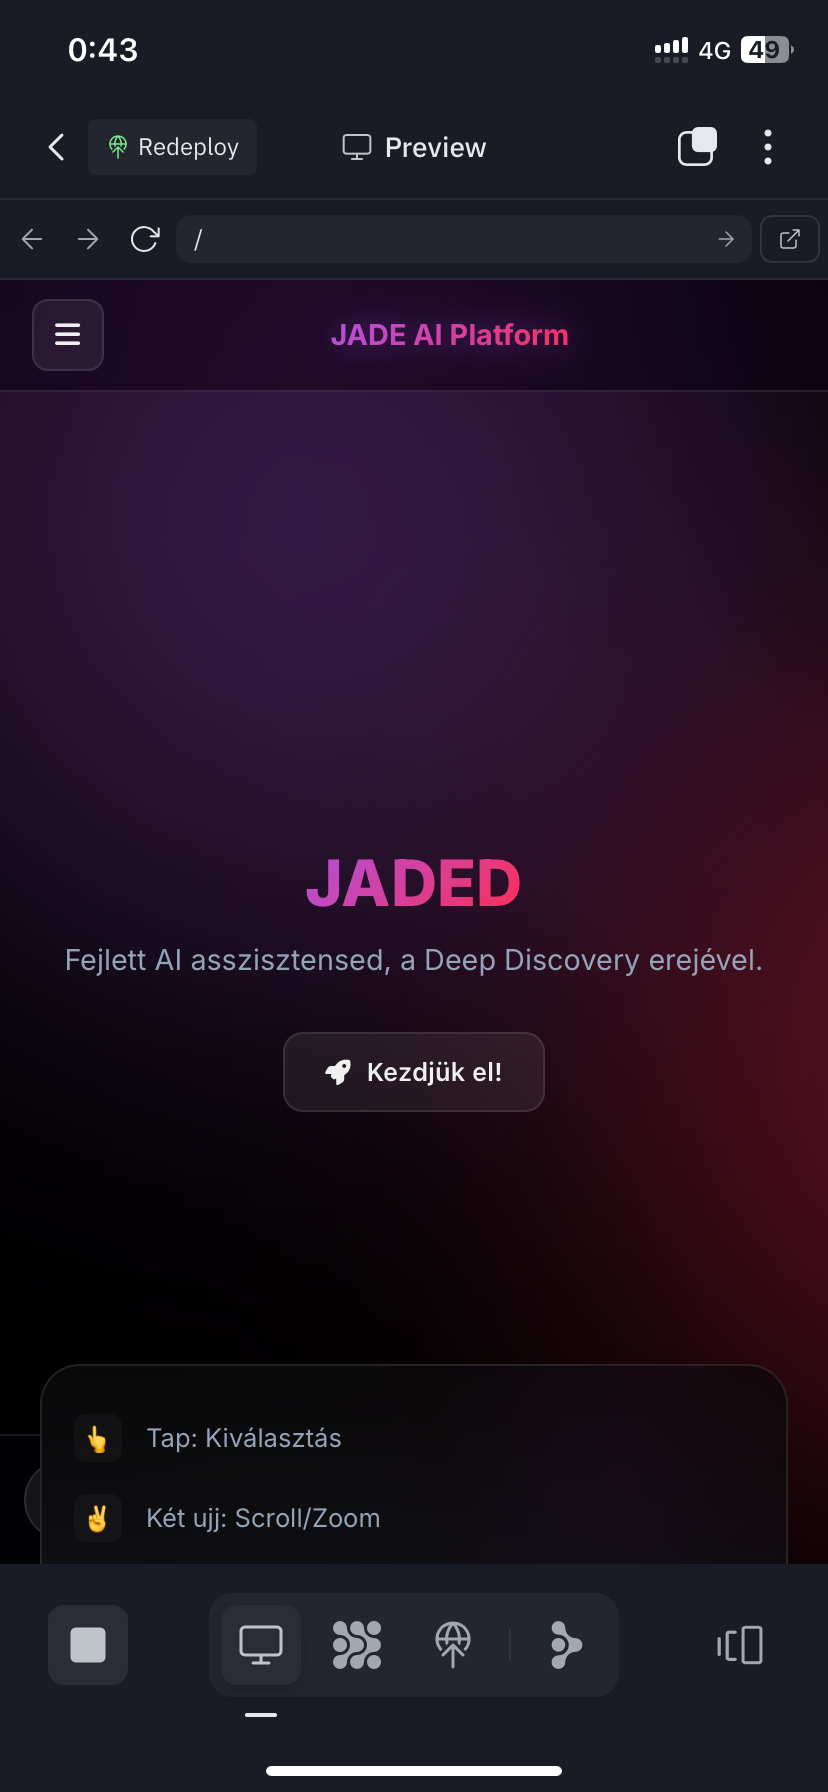 0:43
4G
49
Redeploy
Preview
/
JADE AI Platform
JADED
Fejlett AI asszisztensed, a Deep Discovery erejével.
Kezdjük el!
Tap: Kiválasztás
Két ujj: Scroll/Zoom